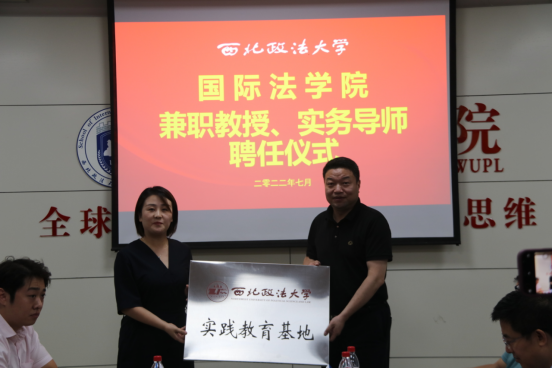 西北政法大学
国际法学院
兼职教授、实务导师
聘任仪式
二零二二年七月
院
WUPL
全球
思维
西北政法大学
实践教育基地